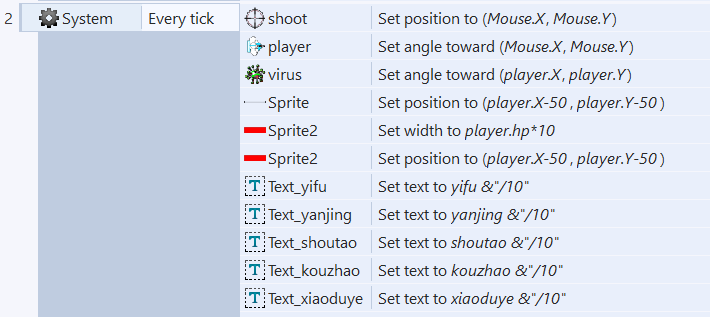 2 System Every tick shoot Set position to (Mouse.X, Mouse.Y)
player Set angle toward (Mouse.X, Mouse.Y)
virus Set angle toward (player.X, player.Y)
Sprite Set position to (player.X-50 , player.Y-50 )
Sprite2 Set width to player.hp*10
Sprite2 Set position to (player.X-50 , player.Y-50 )
T Text_yifu Set text to yifu &"/10"
T Text_yanjing Set text to yanjing &"/10"
T Text_shoutao Set text to shoutao &"/10"
T Text_kouzhao Set text to kouzhao &"/10"
T Text_xiaoduye Set text to xiaoduye &"/10"